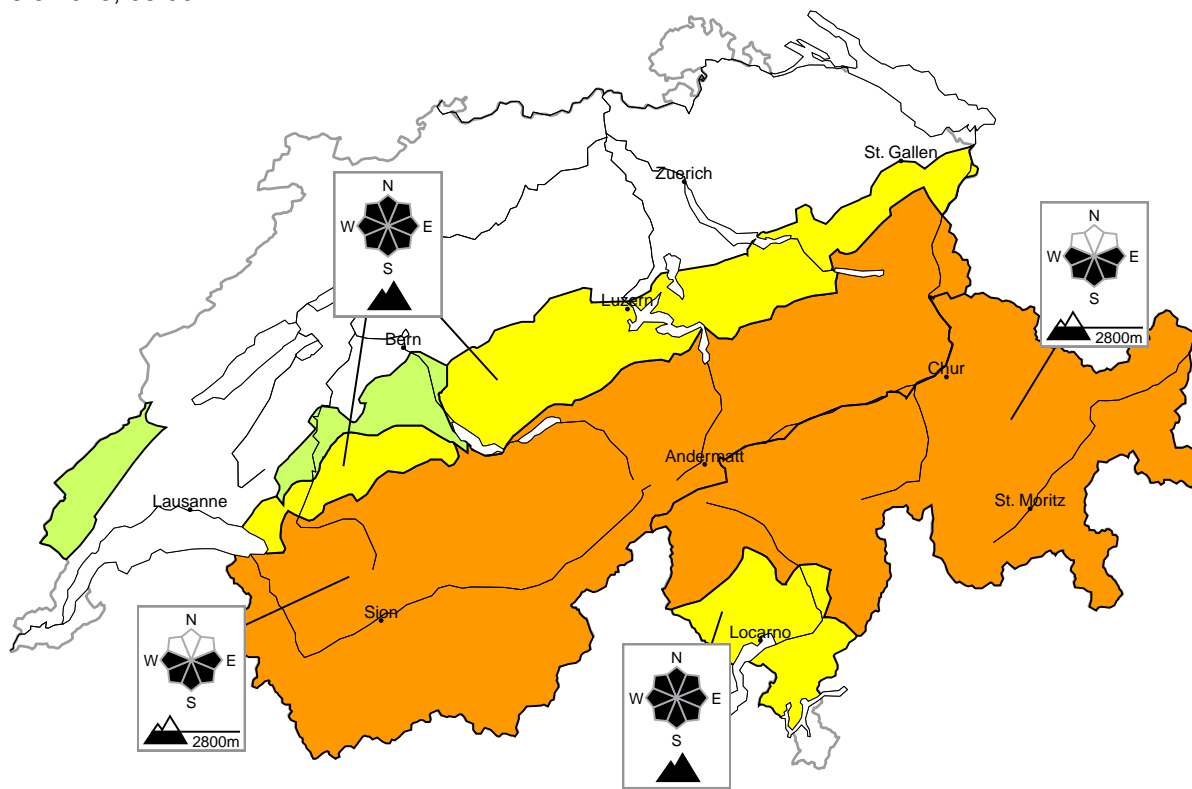 St. Gallen
Zuerich
N
W E
S
N
W E
S
2800m
Luzern
Bern
Chur
Andermatt
Lausanne
St. Moritz
N
W E
S
2800m
Sion
Locarno
N
W E
S